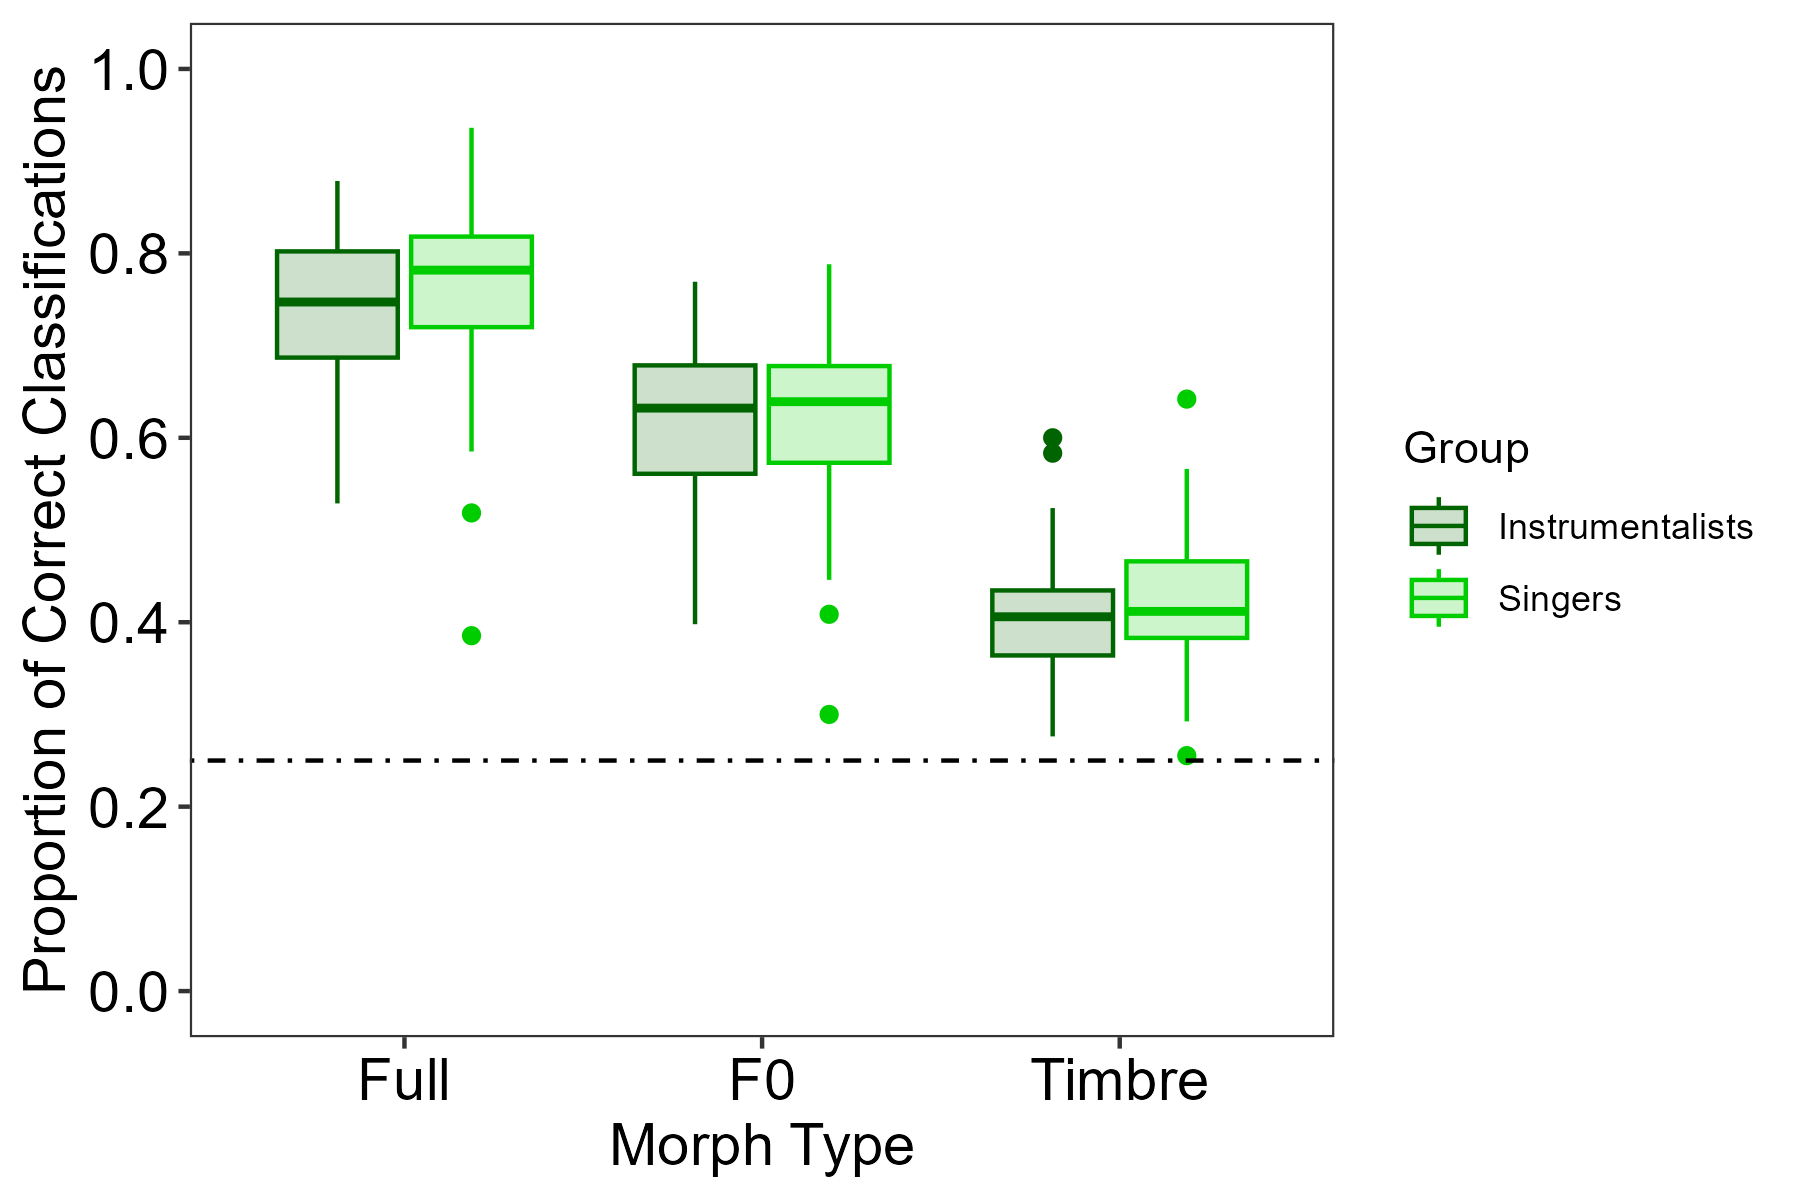 Proportion of Correct Classifications
1.0
0.8
0.6
0.4
0.2
0.0
Full
F0
Timbre
Morph Type
Group
Instrumentalists
Singers